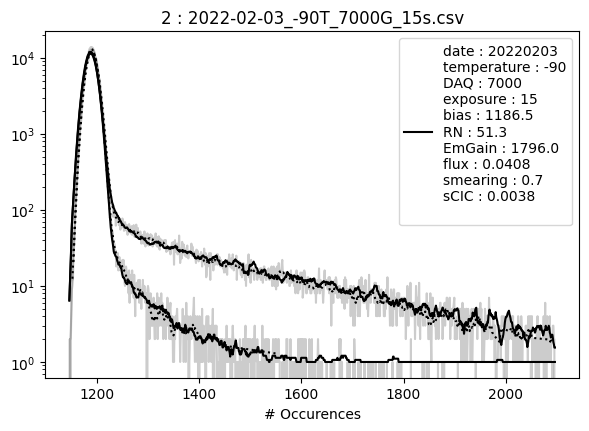 2 : 2022-02-03_-90T_7000G_15s.csv
date : 20220203
temperature : -90
DAQ : 7000
exposure : 15
bias : 1186.5
RN : 51.3
EmGain : 1796.0
flux : 0.0408
smearing : 0.7
sCIC : 0.0038
10⁴
10³
10²
10¹
10⁰
1200 1400 1600 1800 2000
# Occurences